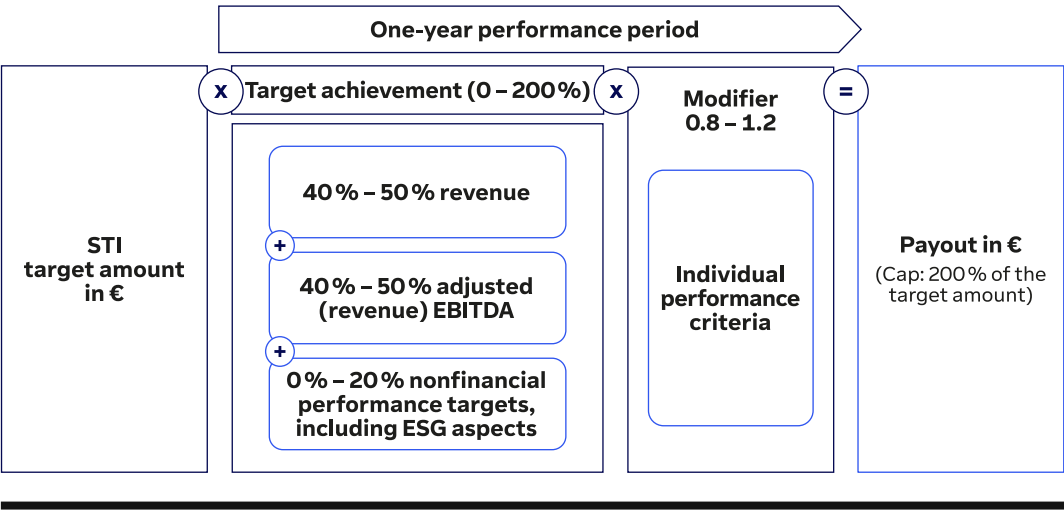 One-year performance period
x
Target achievement (0 – 200 %)
x
Modifier
0.8 – 1.2
=
STI
target amount
in €
40 % – 50 % revenue
+
40 % – 50 % adjusted
(revenue) EBITDA
+
0 % – 20 % nonfinancial
performance targets,
including ESG aspects
Individual
performance
criteria
Payout in €
(Cap: 200 % of the
target amount)